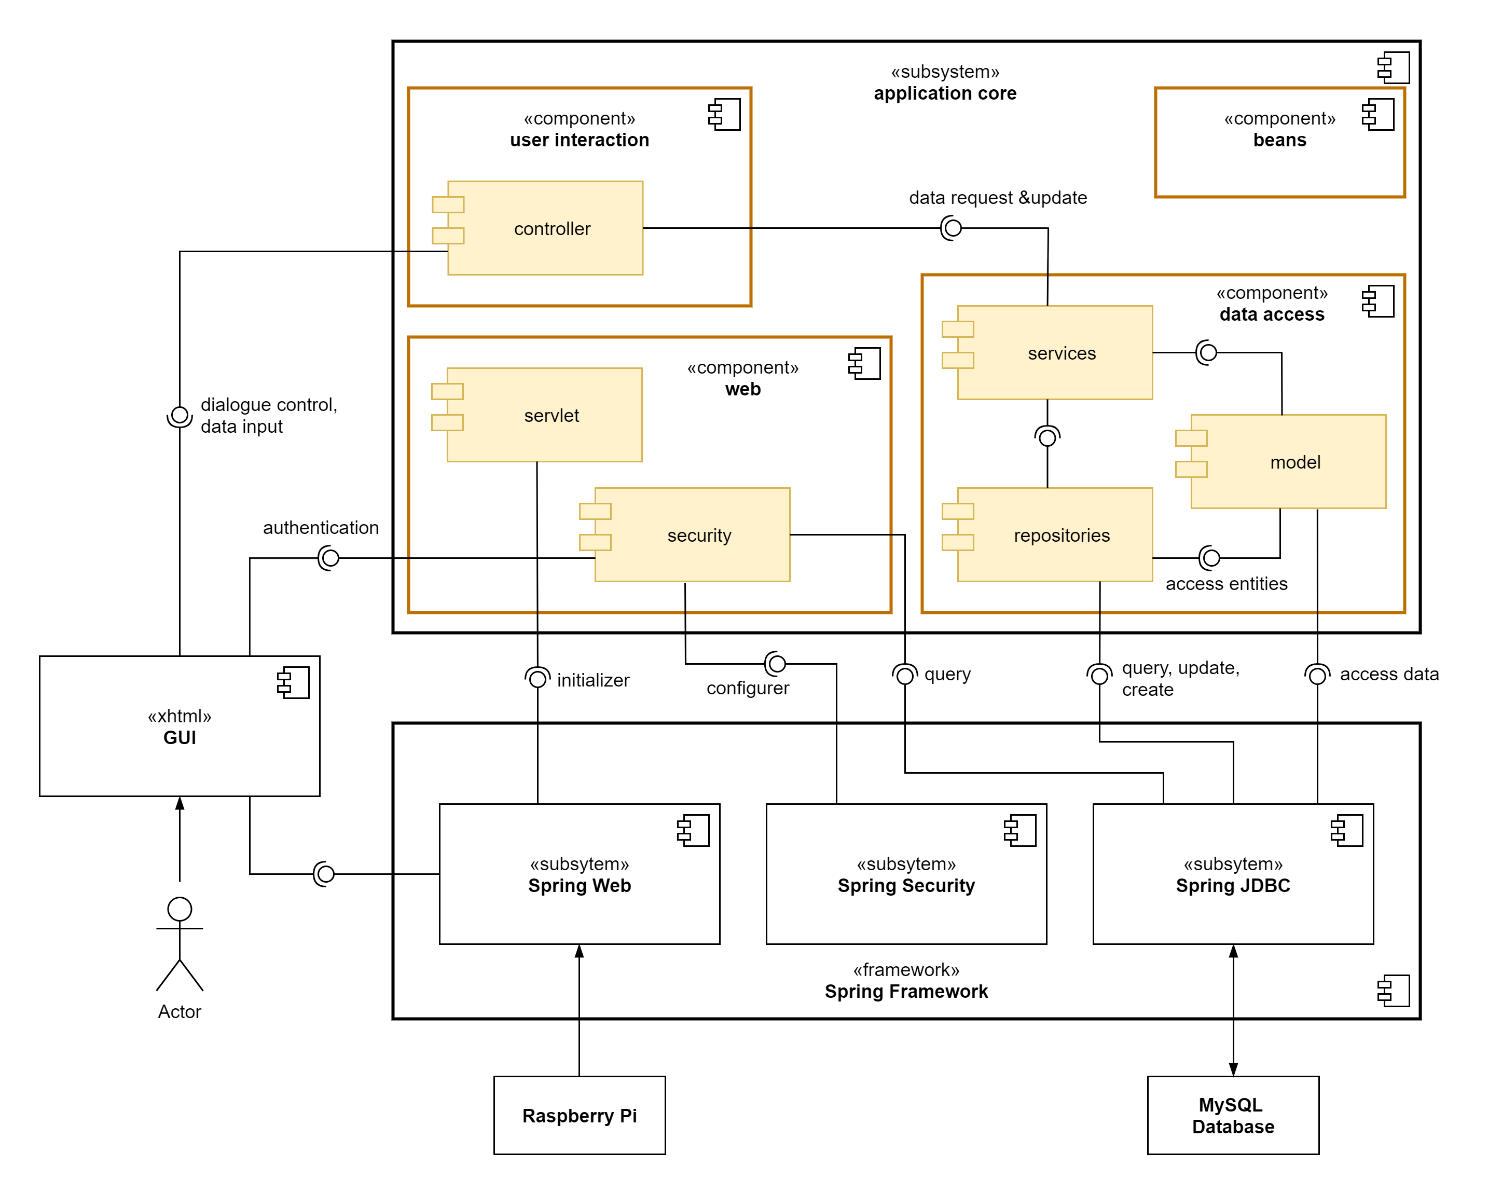 «subsystem»
application core
«component»
user interaction
«component»
beans
controller
data request &update
«component»
data access
services
«component»
web
servlet
dialogue control,
data input
model
security
repositories
authentication
access entities
initializer
configurer
query
query, update,
create
access data
«xhtml»
GUI
«subsytem»
Spring Web
«subsytem»
Spring Security
«subsytem»
Spring JDBC
«framework»
Spring Framework
Actor
Raspberry Pi
MySQL
Database